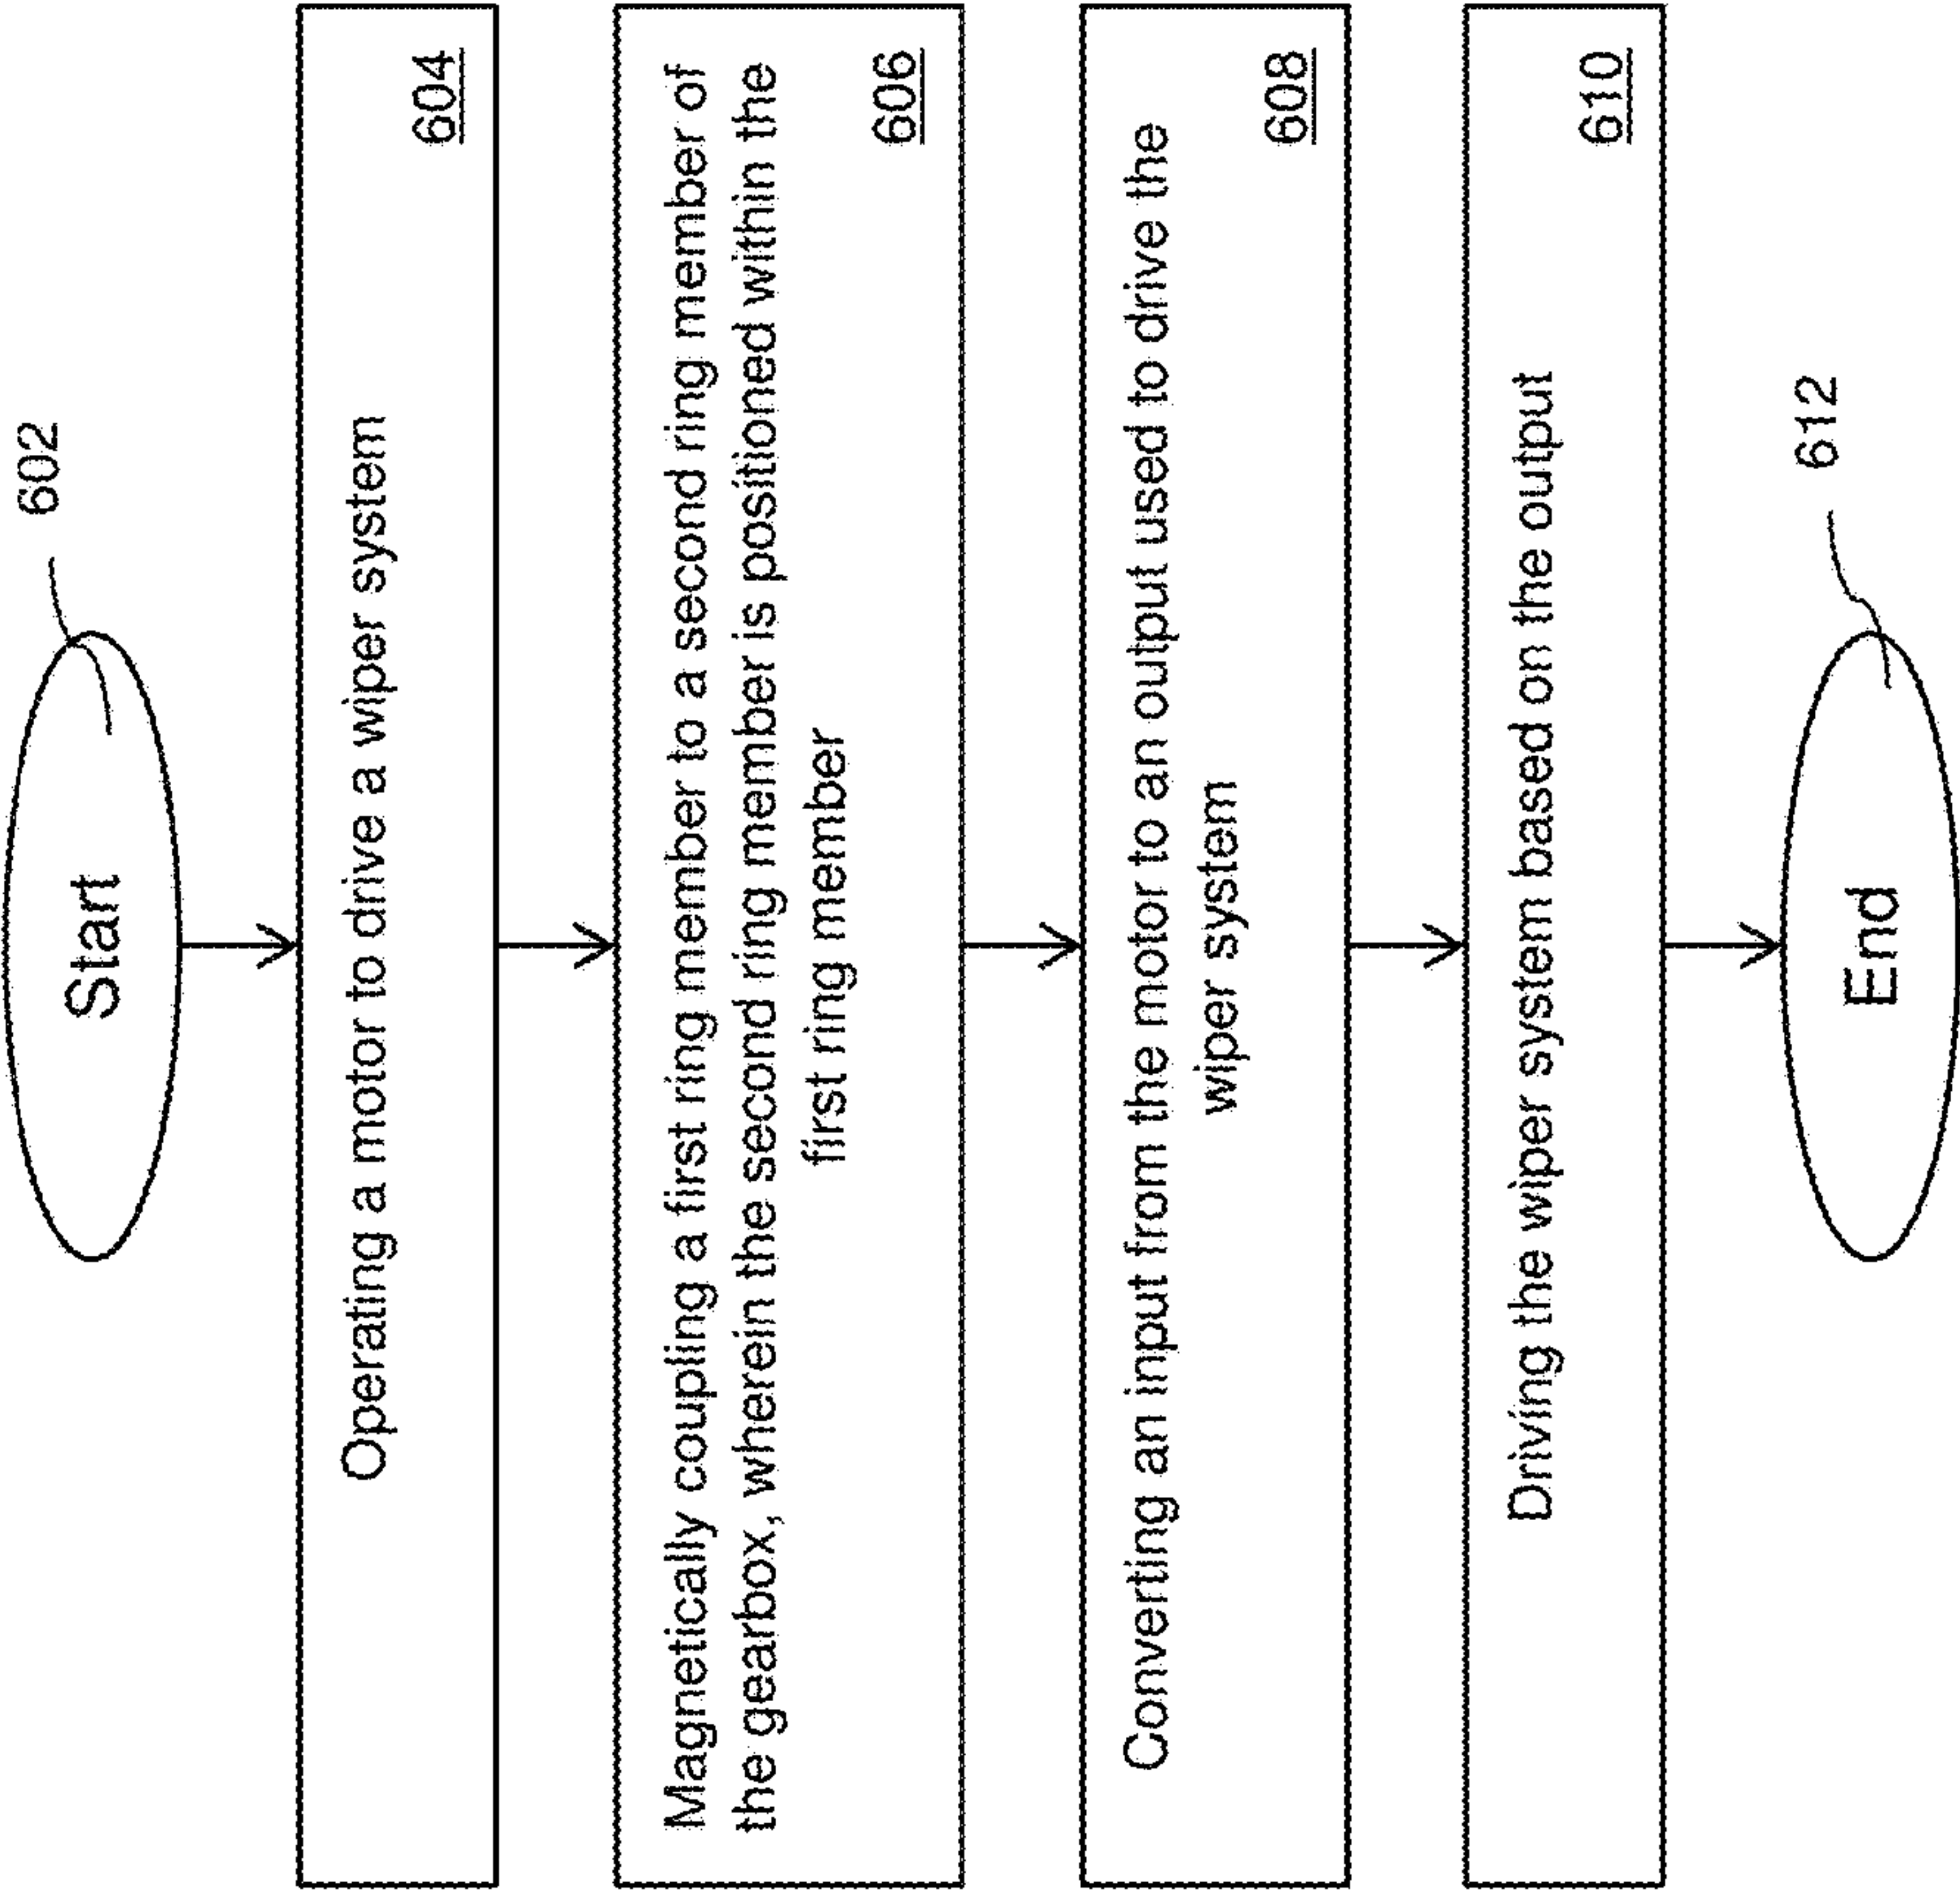 602
Start
Operating a motor to drive a wiper system
604
Magnetically coupling a first ring member to a second ring member of
the gearbox, wherein the second ring member is positioned within the
first ring member
606
Converting an input from the motor to an output used to drive the
wiper system
608
Driving the wiper system based on the output
610
612
End